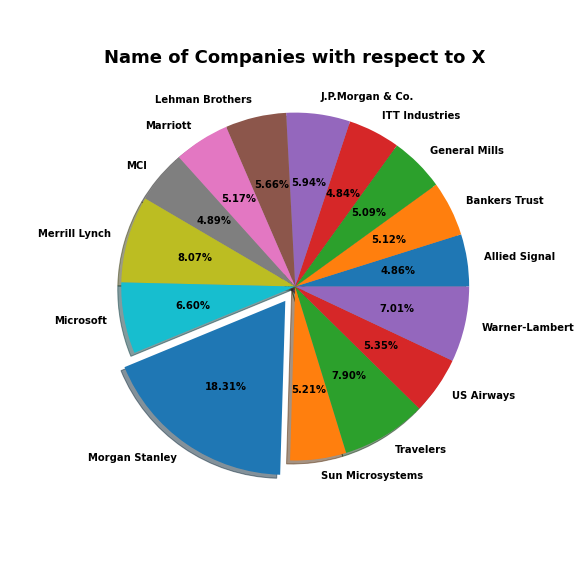 Name of Companies with respect to X
Lehman Brothers
J.P.Morgan & Co.
Marriott
ITT Industries
MCI
General Mills
Merrill Lynch
Bankers Trust
Microsoft
Allied Signal
Morgan Stanley
Warner-Lambert
US Airways
Travelers
Sun Microsystems
5.66%
5.94%
4.84%
5.17%
5.09%
4.89%
5.12%
8.07%
4.86%
6.60%
7.01%
5.35%
7.90%
18.31%
5.21%